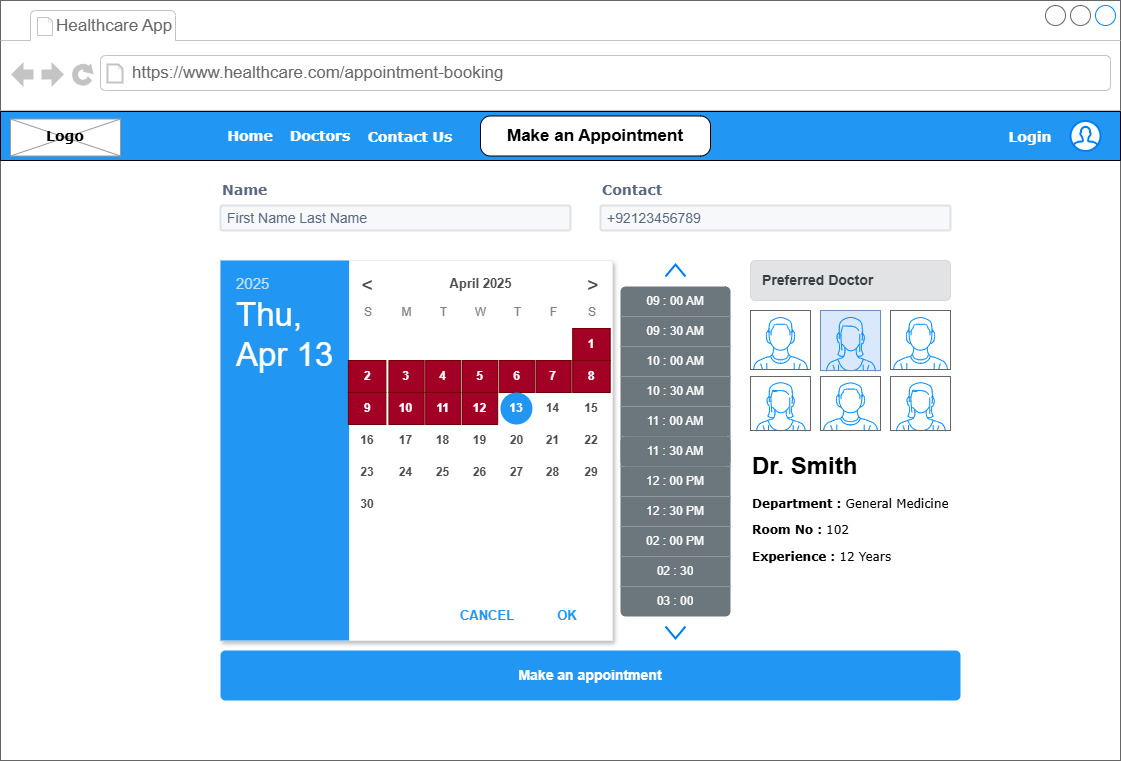 Healthcare App
https://www.healthcare.com/appointment-booking
Logo
Home Doctors Contact Us Make an Appointment Login
Name
First Name Last Name
Contact
+92123456789
2025
Thu,
Apr 13
< April 2025 >
S M T W T F S
1
2 3 4 5 6 7 8
9 10 11 12 13 14 15
16 17 18 19 20 21 22
23 24 25 26 27 28 29
30
CANCEL OK
09 : 00 AM
09 : 30 AM
10 : 00 AM
10 : 30 AM
11 : 00 AM
11 : 30 AM
12 : 00 PM
12 : 30 PM
02 : 00 PM
02 : 30
03 : 00
Preferred Doctor
Dr. Smith
Department : General Medicine
Room No : 102
Experience : 12 Years
Make an appointment